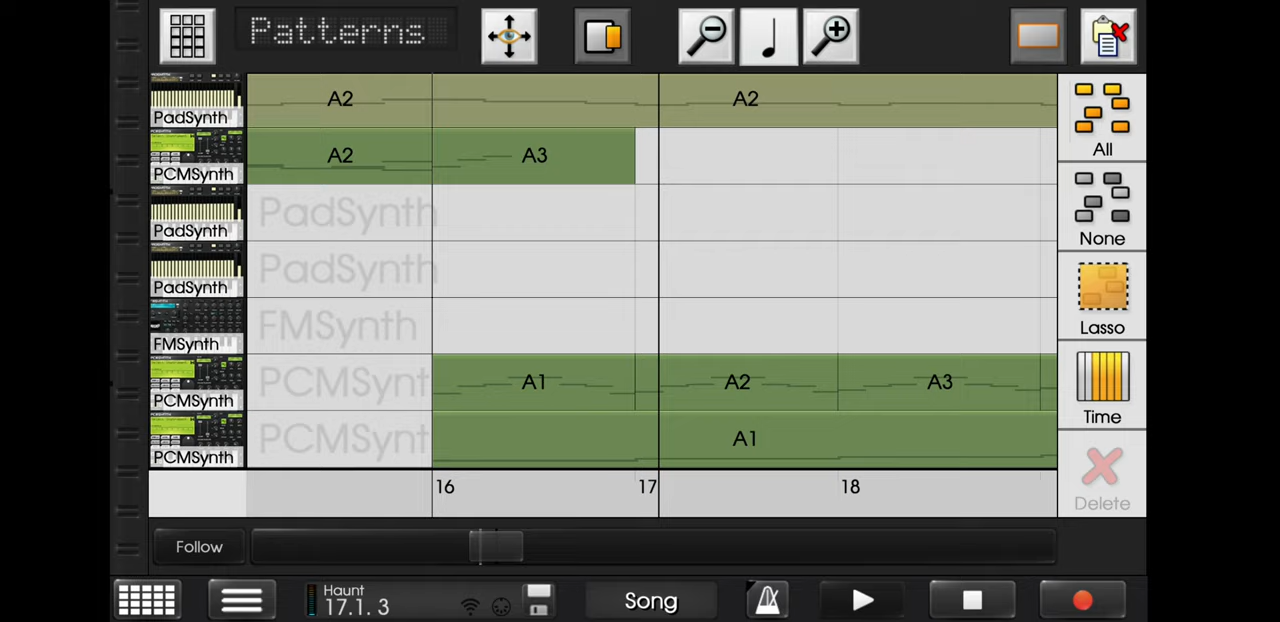 Patterns
PadSynth
A2
A2
PCMSynth
A2
A3
PadSynth
PadSynth
PadSynth
PadSynth
FMSynth
FMSynth
PCMSynth
PCMSynt
A1
A2
A3
PCMSynth
PCMSynt
A1
16
17
18
All
None
Lasso
Time
Delete
Follow
Haunt
17.1. 3
Song